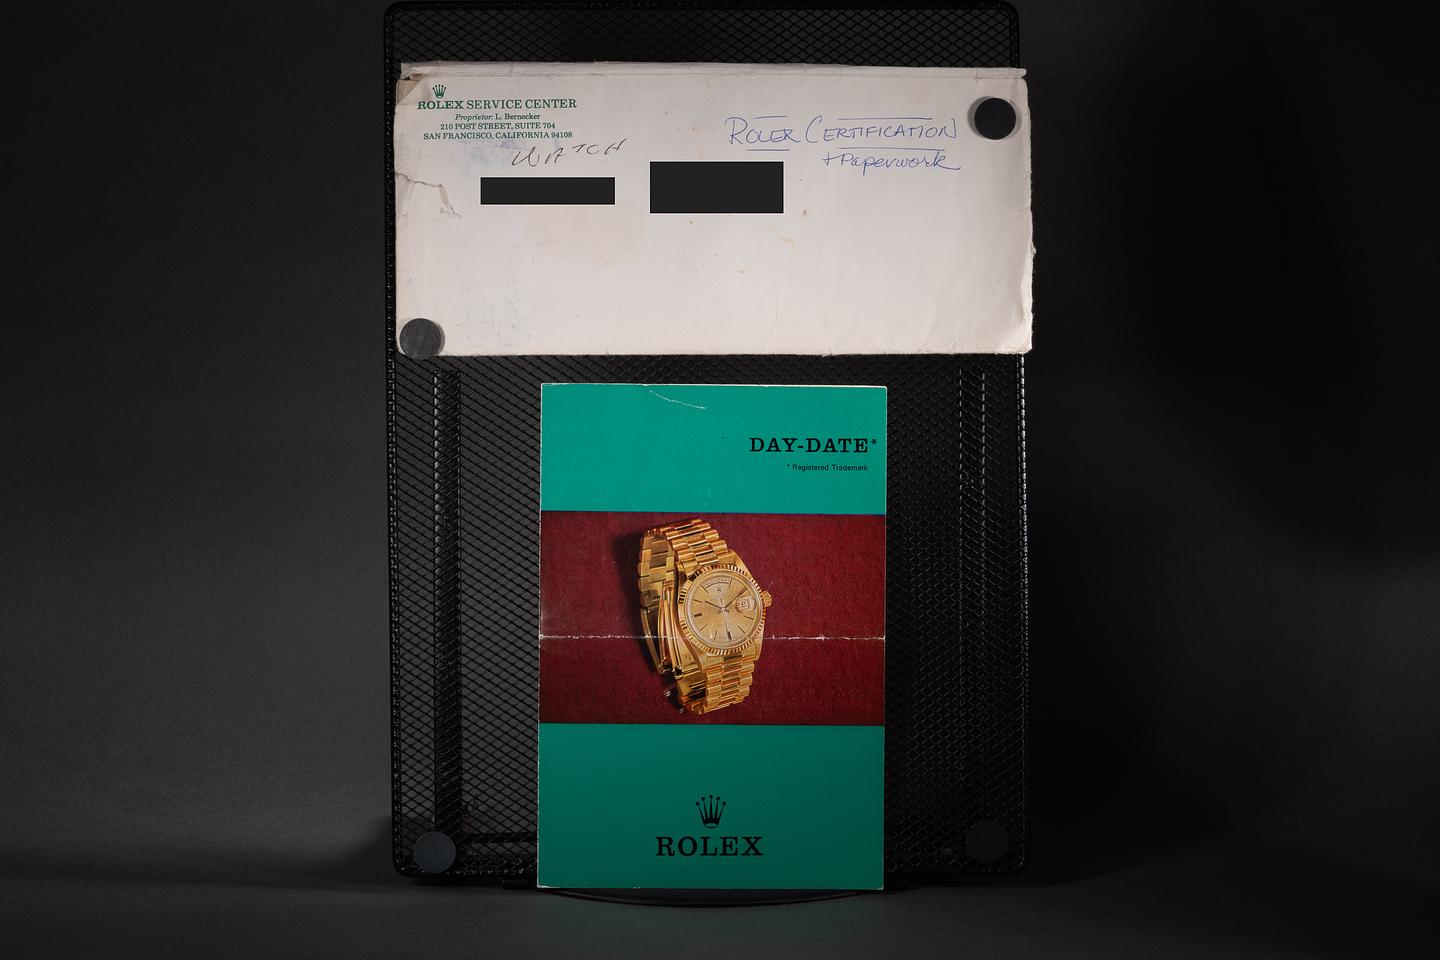 ROLEX SERVICE CENTER
Proprietor: L. Bernecker
210 POST STREET, SUITE 704
SAN FRANCISCO, CALIFORNIA 94108
WATCH
ROLEX CERTIFICATION
+ Paperwork
DAY-DATE*
* Registered Trademark
ROLEX